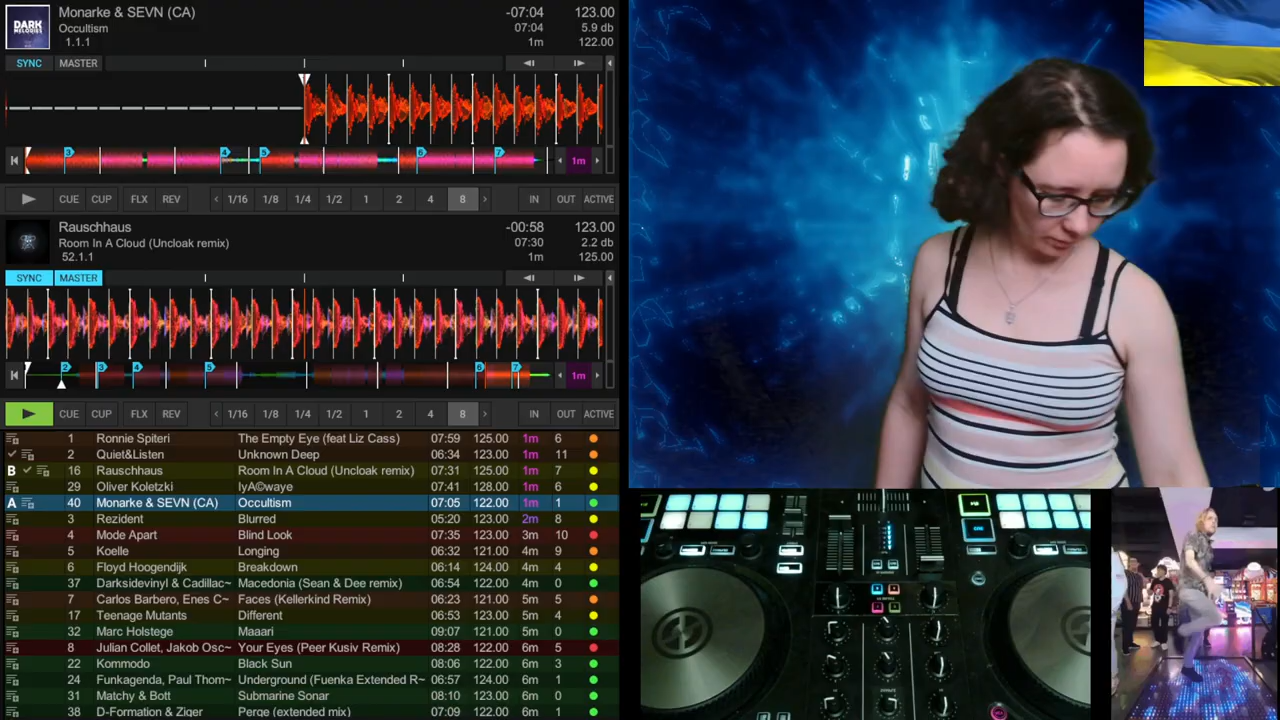 DARK
MELODIES
Monarke & SEVN (CA)
-07:04
123.00
Occultism
07:04
5.9 db
1.1.1
1m
122.00
SYNC
MASTER
3
4
5
6
7
1m
CUE
CUP
FLX
REV
1/16
1/8
1/4
1/2
1
2
4
8
IN
OUT
ACTIVE
Rauschhaus
-00:58
123.00
Room In A Cloud (Uncloak remix)
07:30
2.2 db
52.1.1
1m
125.00
SYNC
MASTER
2
3
4
5
6
7
1m
CUE
CUP
FLX
REV
1/16
1/8
1/4
1/2
1
2
4
8
IN
OUT
ACTIVE
1 Ronnie Spiteri The Empty Eye (feat Liz Cass) 07:59 125.00 1m 6
2 Quiet&Listen Unknown Deep 06:34 123.00 1m 11
B 16 Rauschhaus Room In A Cloud (Uncloak remix) 07:31 125.00 1m 7
29 Oliver Koletzki IyA©waye 07:41 128.00 1m 6
A 40 Monarke & SEVN (CA) Occultism 07:05 122.00 1m 1
3 Rezident Blurred 05:20 123.00 2m 8
4 Mode Apart Blind Look 07:35 123.00 3m 10
5 Koelle Longing 06:32 121.00 4m 9
6 Floyd Hoogendijk Breakdown 06:14 124.00 4m 4
37 Darksidevinyl & Cadillac~ Macedonia (Sean & Dee remix) 06:54 122.00 4m 0
7 Carlos Barbero, Enes C~ Faces (Kellerkind Remix) 06:23 121.00 5m 5
17 Teenage Mutants Different 06:53 122.00 5m 4
32 Marc Holstege Maaari 09:07 121.00 5m 0
8 Julian Collet, Jakob Osc~ Your Eyes (Peer Kusiv Remix) 08:28 122.00 6m 5
22 Kommodo Black Sun 08:06 122.00 6m 3
24 Funkagenda, Paul Thom~ Underground (Fuenka Extended R~ 06:57 124.00 6m 1
31 Matchy & Bott Submarine Sonar 08:10 123.00 6m 0
38 D-Formation & Ziger Perge (extended mix) 07:09 122.00 6m 0